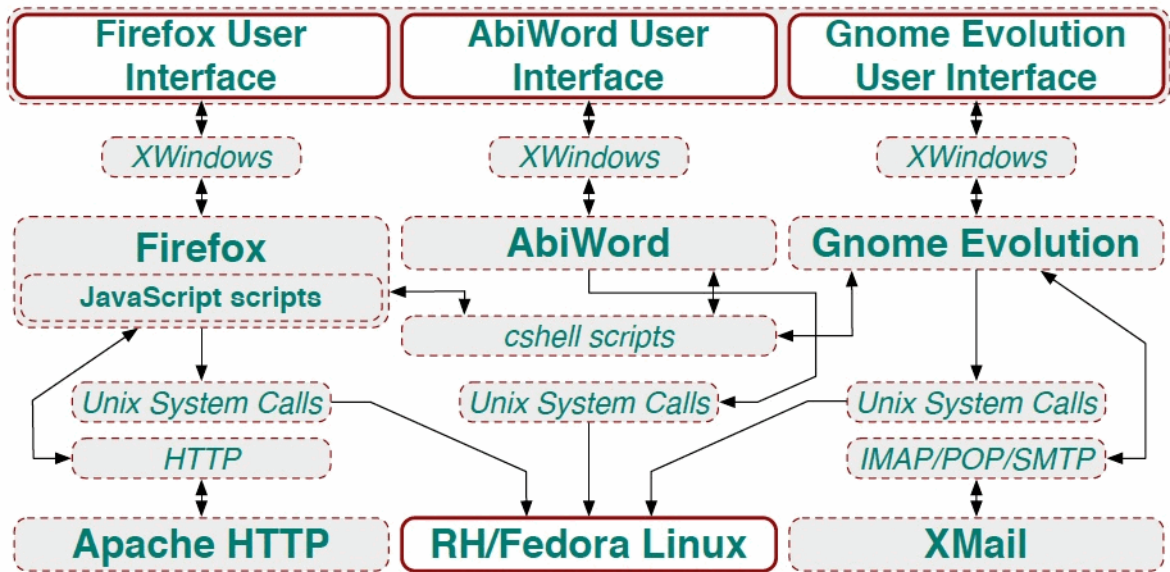 Firefox User
Interface
AbiWord User
Interface
Gnome Evolution
User Interface
XWindows
XWindows
XWindows
Firefox
JavaScript scripts
AbiWord
Gnome Evolution
cshell scripts
Unix System Calls
Unix System Calls
Unix System Calls
HTTP
IMAP/POP/SMTP
Apache HTTP
RH/Fedora Linux
XMail